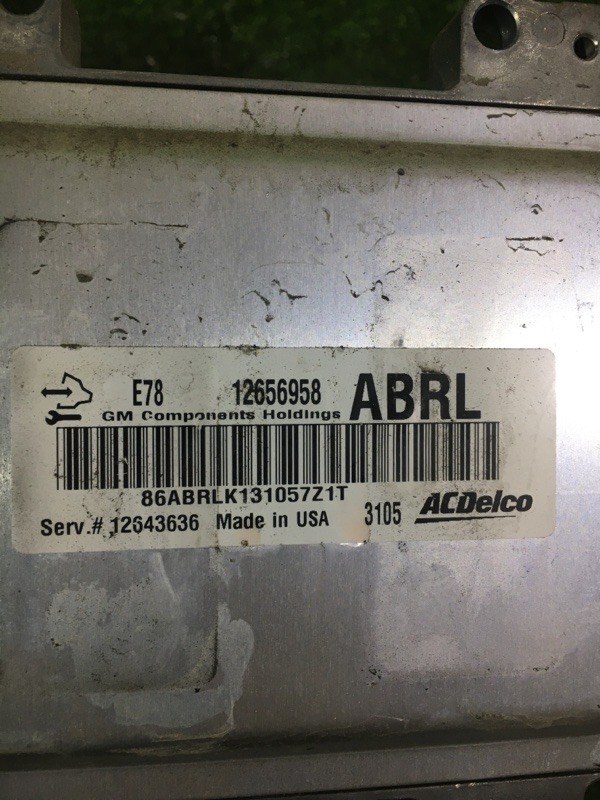 E78 12656958 ABRL
GM Components Holdings
86ABRLK131057Z1T
Serv.# 12643636 Made in USA 3105 ACDelco